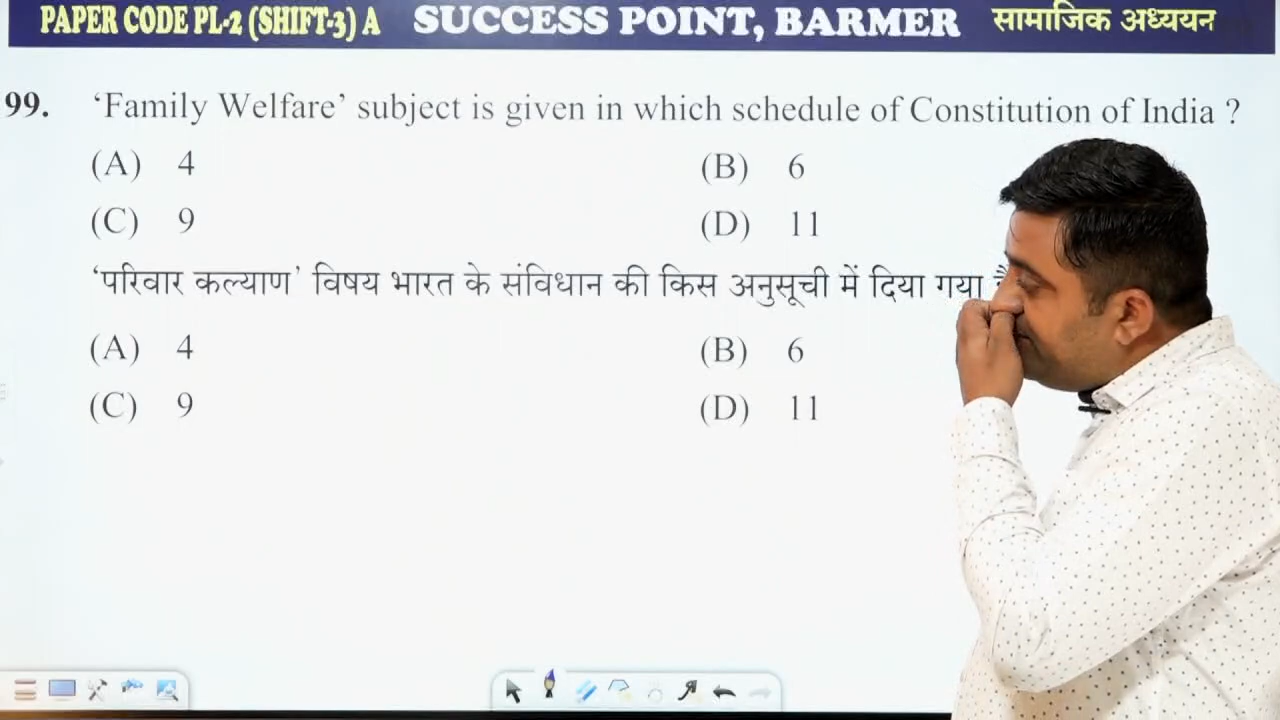 PAPER CODE PL-2 (SHIFT-3) A SUCCESS POINT, BARMER सामाजिक अध्ययन
99. ‘Family Welfare’ subject is given in which schedule of Constitution of India ?
(A) 4 (B) 6
(C) 9 (D) 11
‘परिवार कल्याण’ विषय भारत के संविधान की किस अनुसूची में दिया गया
(A) 4 (B) 6
(C) 9 (D) 11